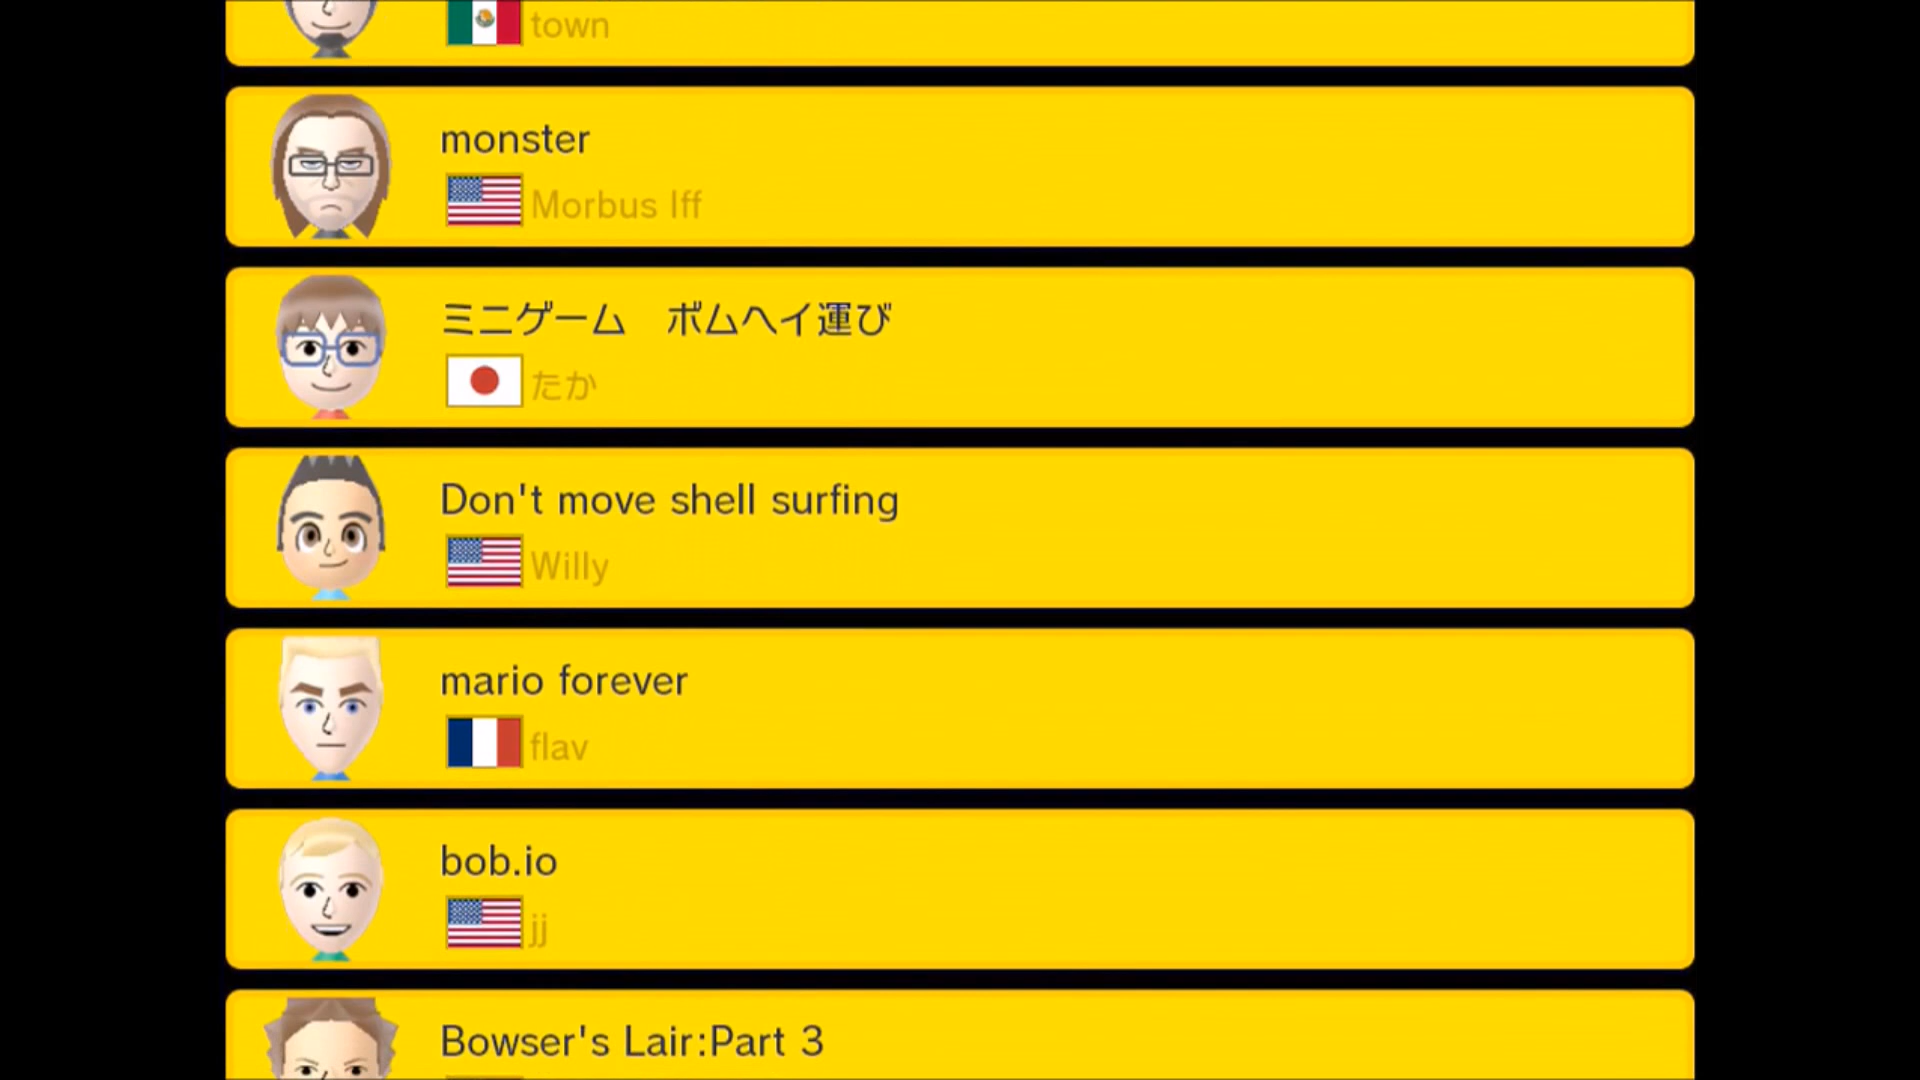 town
monster
Morbus Iff
ミニゲーム　ボムヘイ運び
たか
Don't move shell surfing
Willy
mario forever
flav
bob.io
jj
Bowser's Lair:Part 3